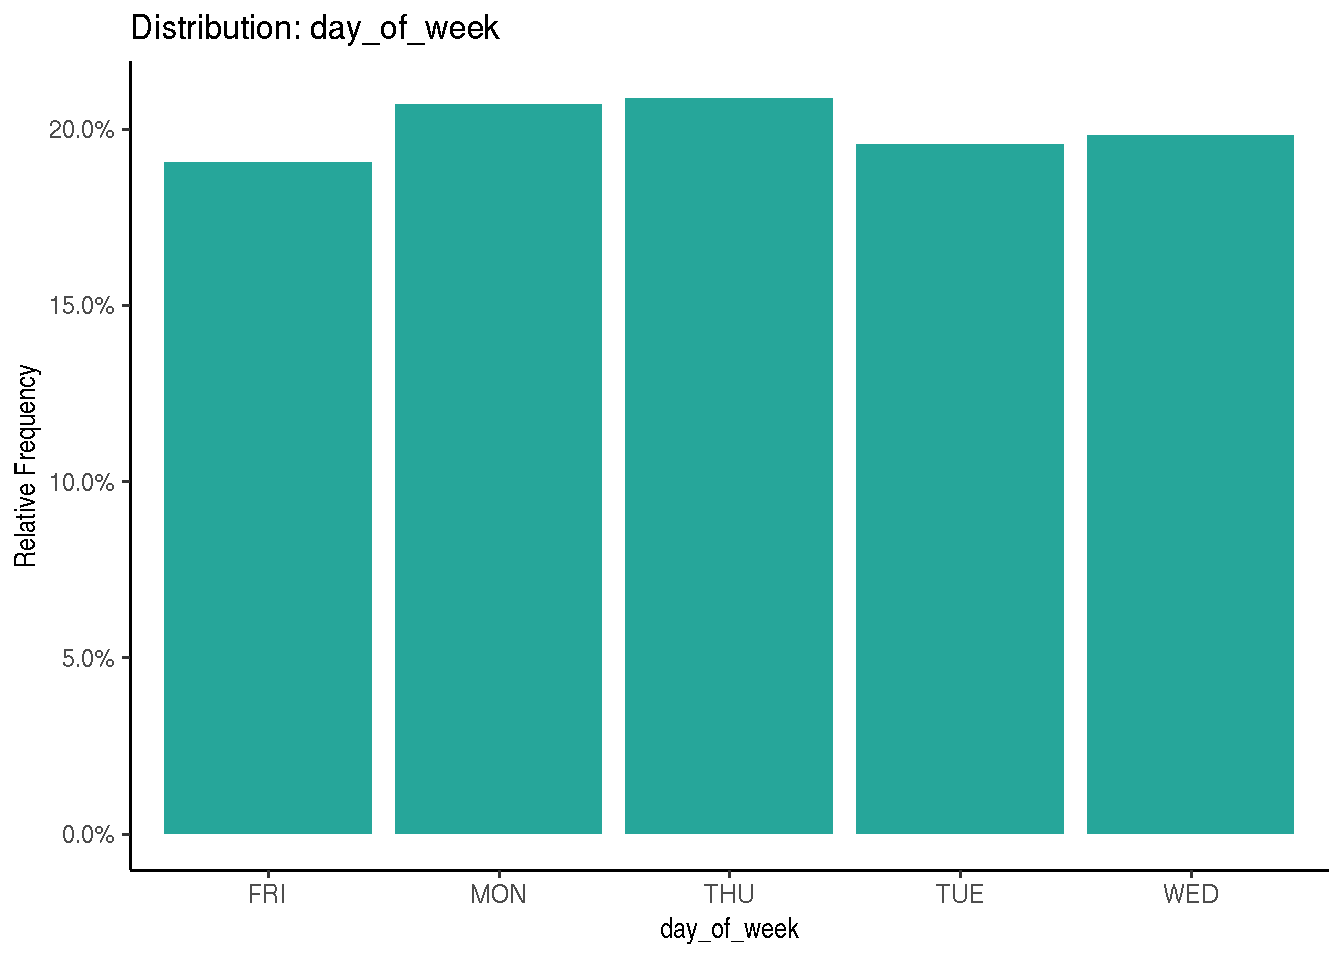 Distribution: day_of_week
Relative Frequency
20.0%
15.0%
10.0%
5.0%
0.0%
FRI MON THU TUE WED
day_of_week